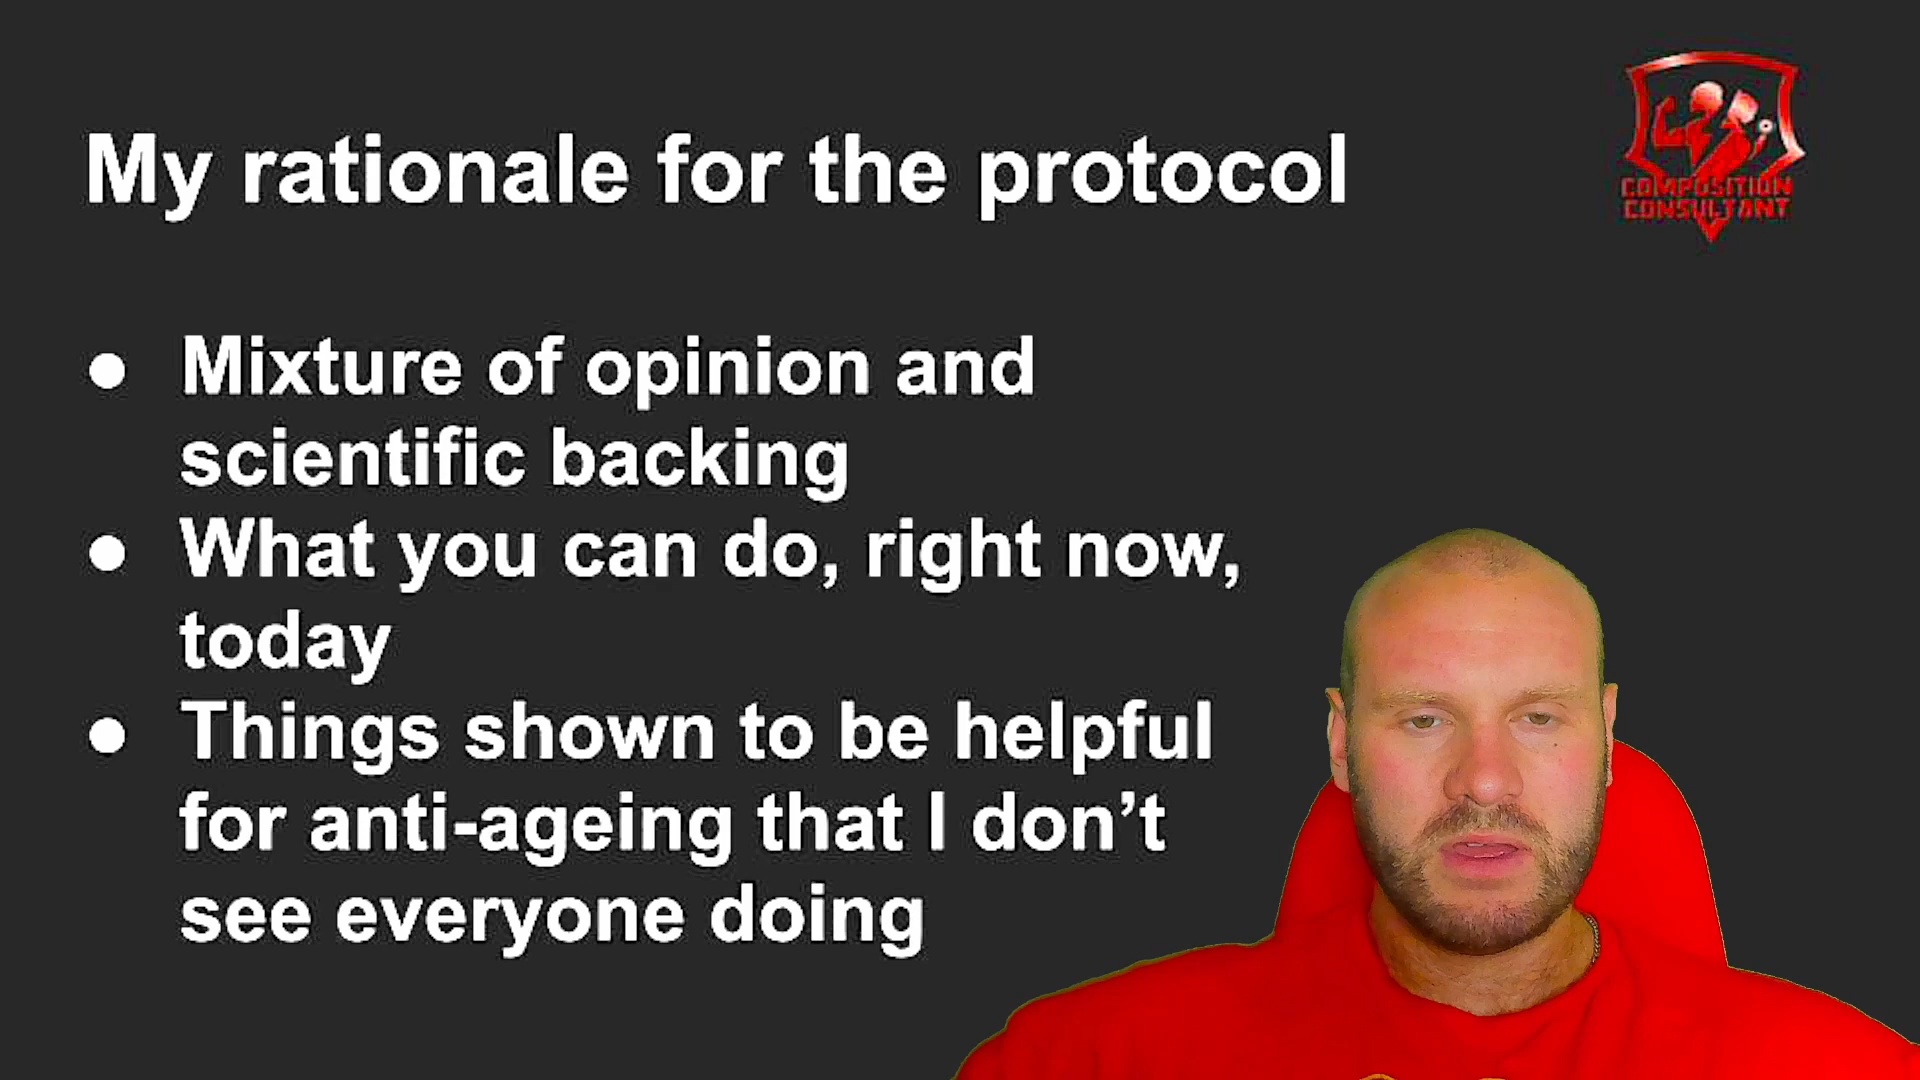 My rationale for the protocol
COMPOSITION
CONSULTANT
● Mixture of opinion and
scientific backing
● What you can do, right now,
today
● Things shown to be helpful
for anti-ageing that I don’t
see everyone doing